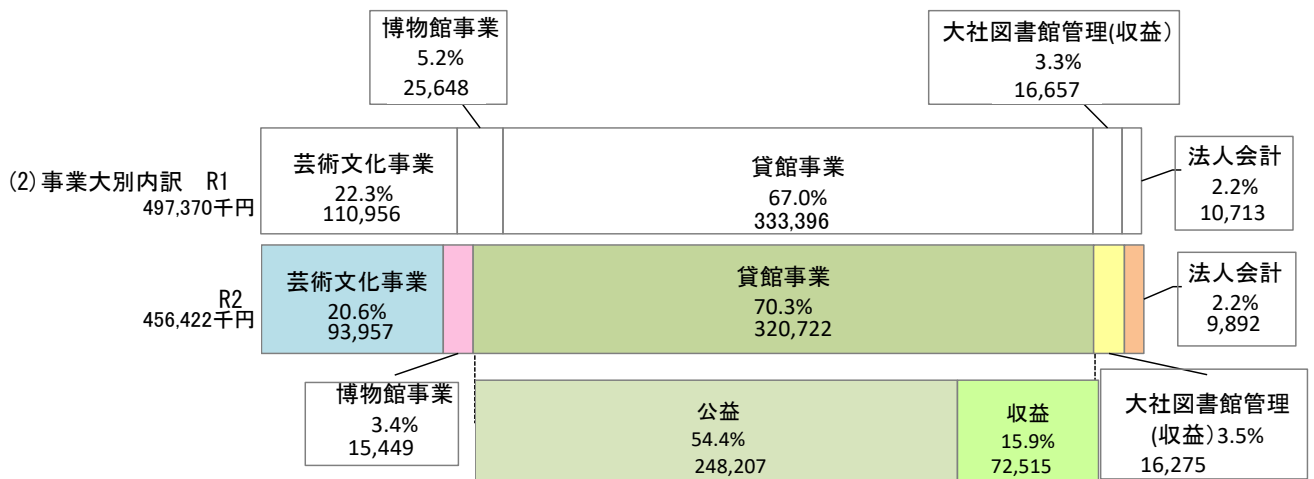 博物館事業
5.2%
25,648
大社図書館管理(収益)
3.3%
16,657
(2)事業大別内訳 R1
497,370千円
芸術文化事業
22.3%
110,956
貸館事業
67.0%
333,396
法人会計
2.2%
10,713
R2
456,422千円
芸術文化事業
20.6%
93,957
貸館事業
70.3%
320,722
法人会計
2.2%
9,892
博物館事業
3.4%
15,449
公益
54.4%
248,207
収益
15.9%
72,515
大社図書館管理
(収益)3.5%
16,275